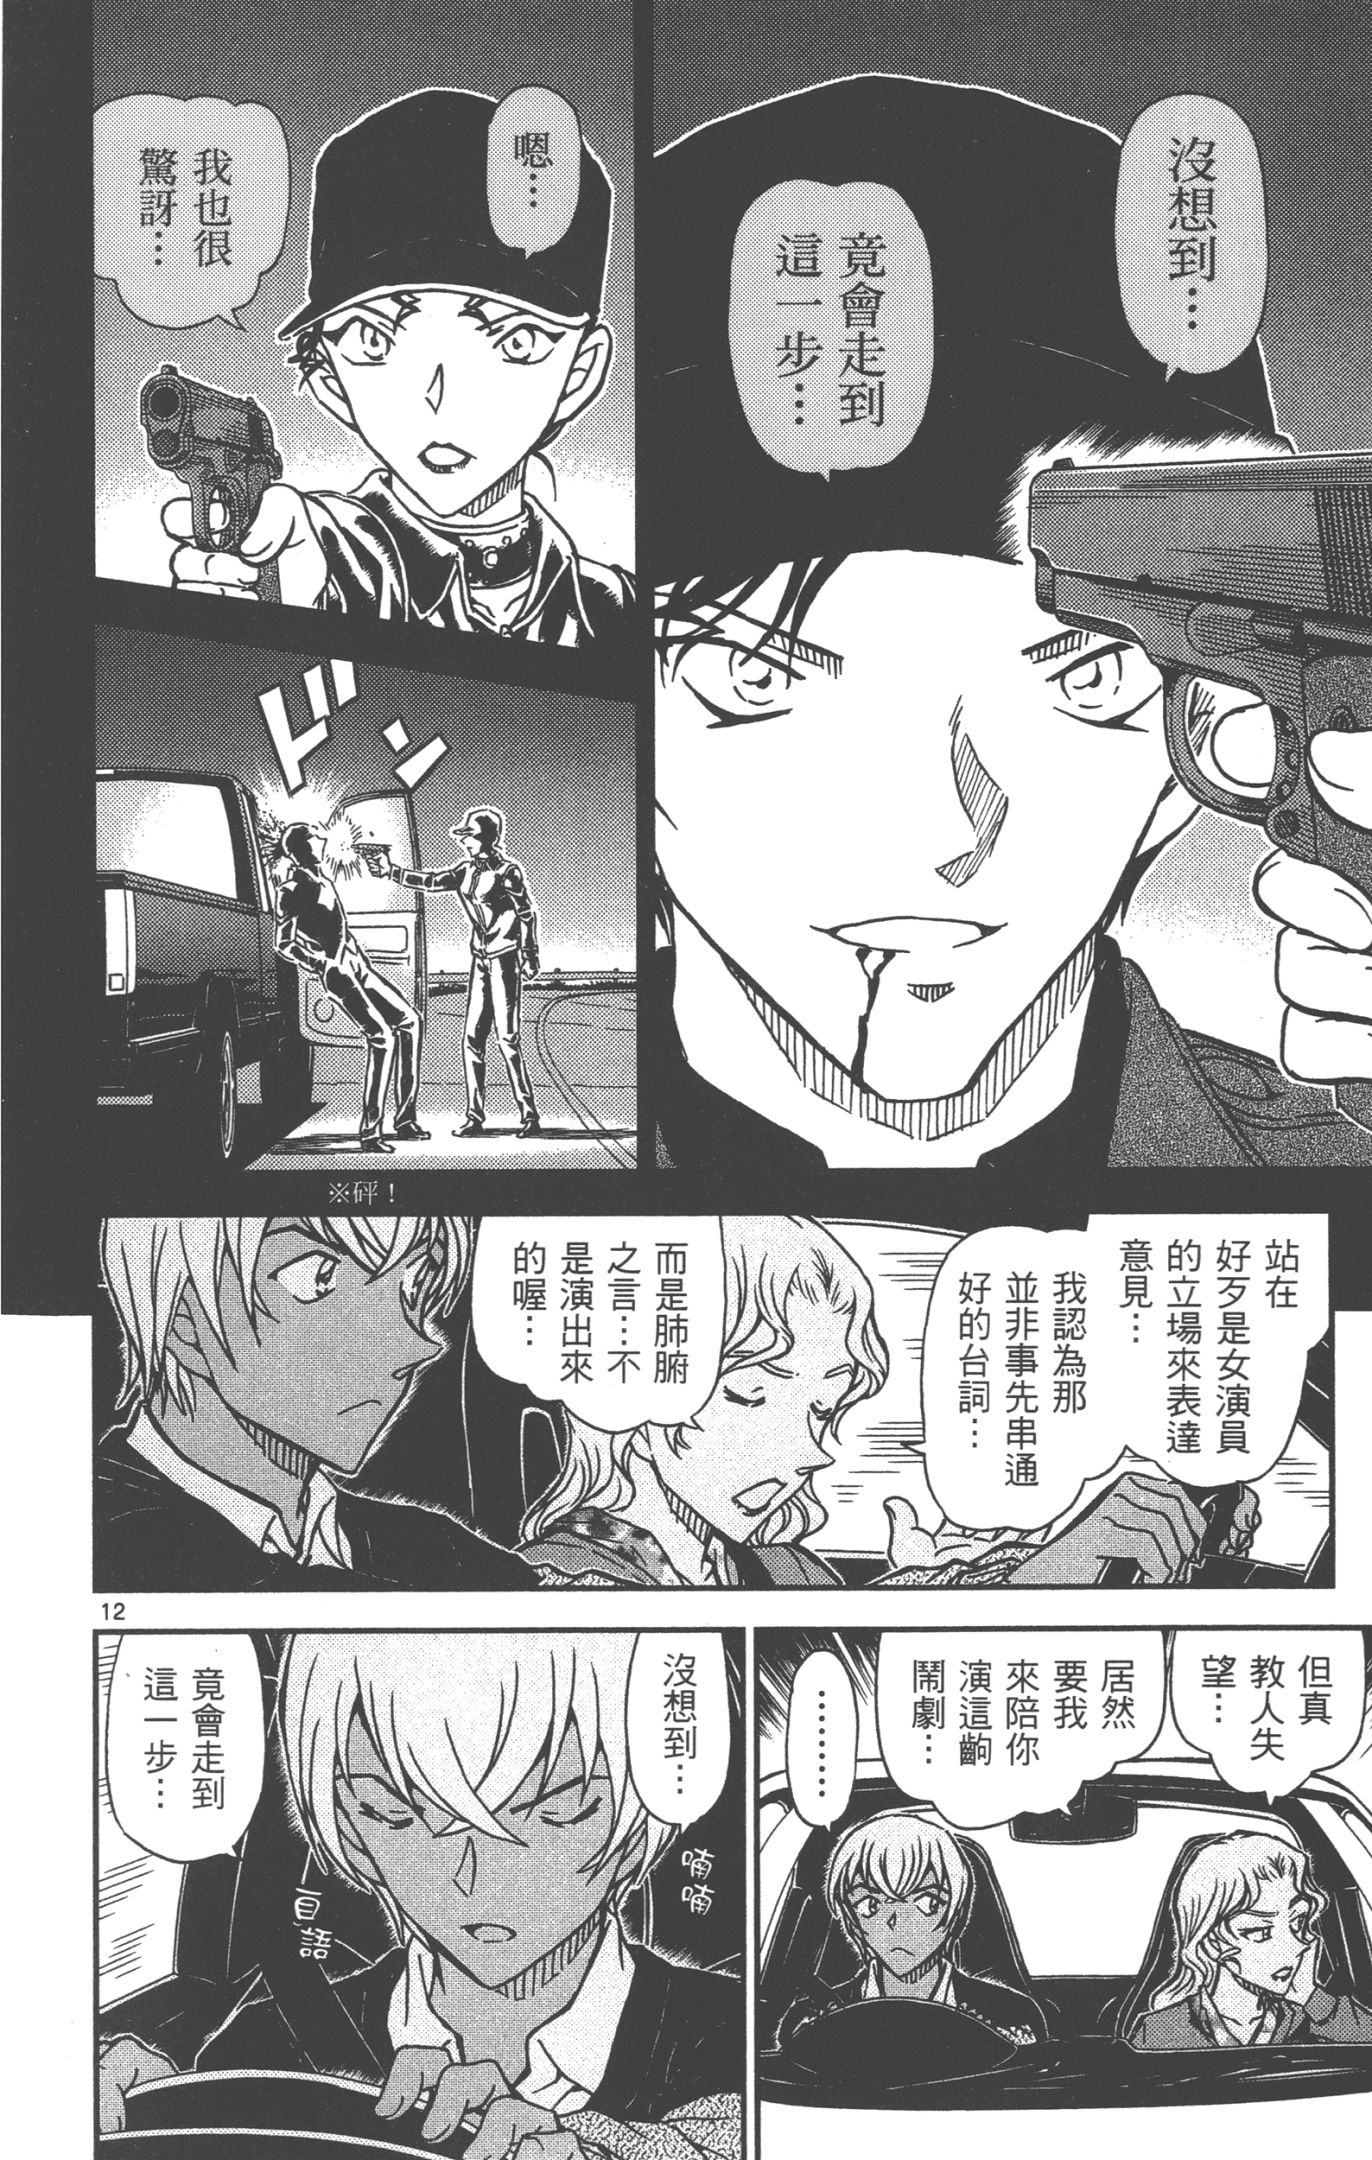 沒想到…
竟會走到
這一步…
嗯…
我也很
驚訝…
ドン
※砰！
站在
好歹是女演員
的立場來表達
意見…
我認為那
並非事先串通
好的台詞…
而是肺腑
之言…不
是演出來
的喔…
但真
教人失
望…
居然
要我
來陪你
演這齣
鬧劇…
………
沒想到…
竟會走到
這一步…
喃喃
自語
12